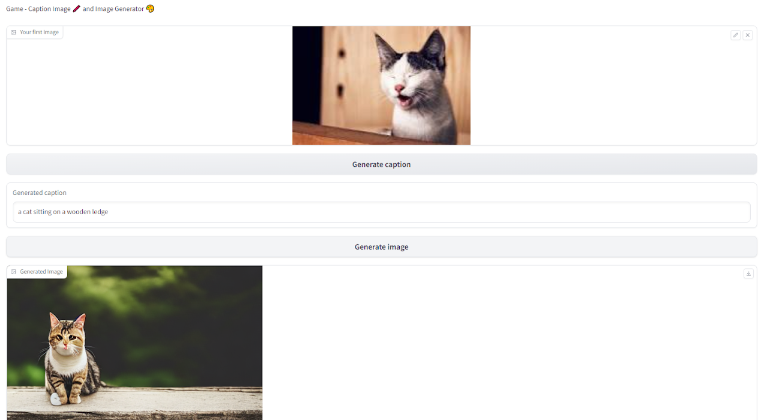 Game - Caption Image 🖍️ and Image Generator 🎨
Your first image
Generate caption
Generated caption
a cat sitting on a wooden ledge
Generate image
Generated Image